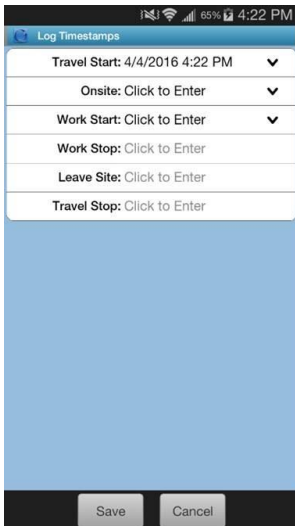 65% 4:22 PM
Log Timestamps
Travel Start: 4/4/2016 4:22 PM
Onsite: Click to Enter
Work Start: Click to Enter
Work Stop: Click to Enter
Leave Site: Click to Enter
Travel Stop: Click to Enter
Save Cancel